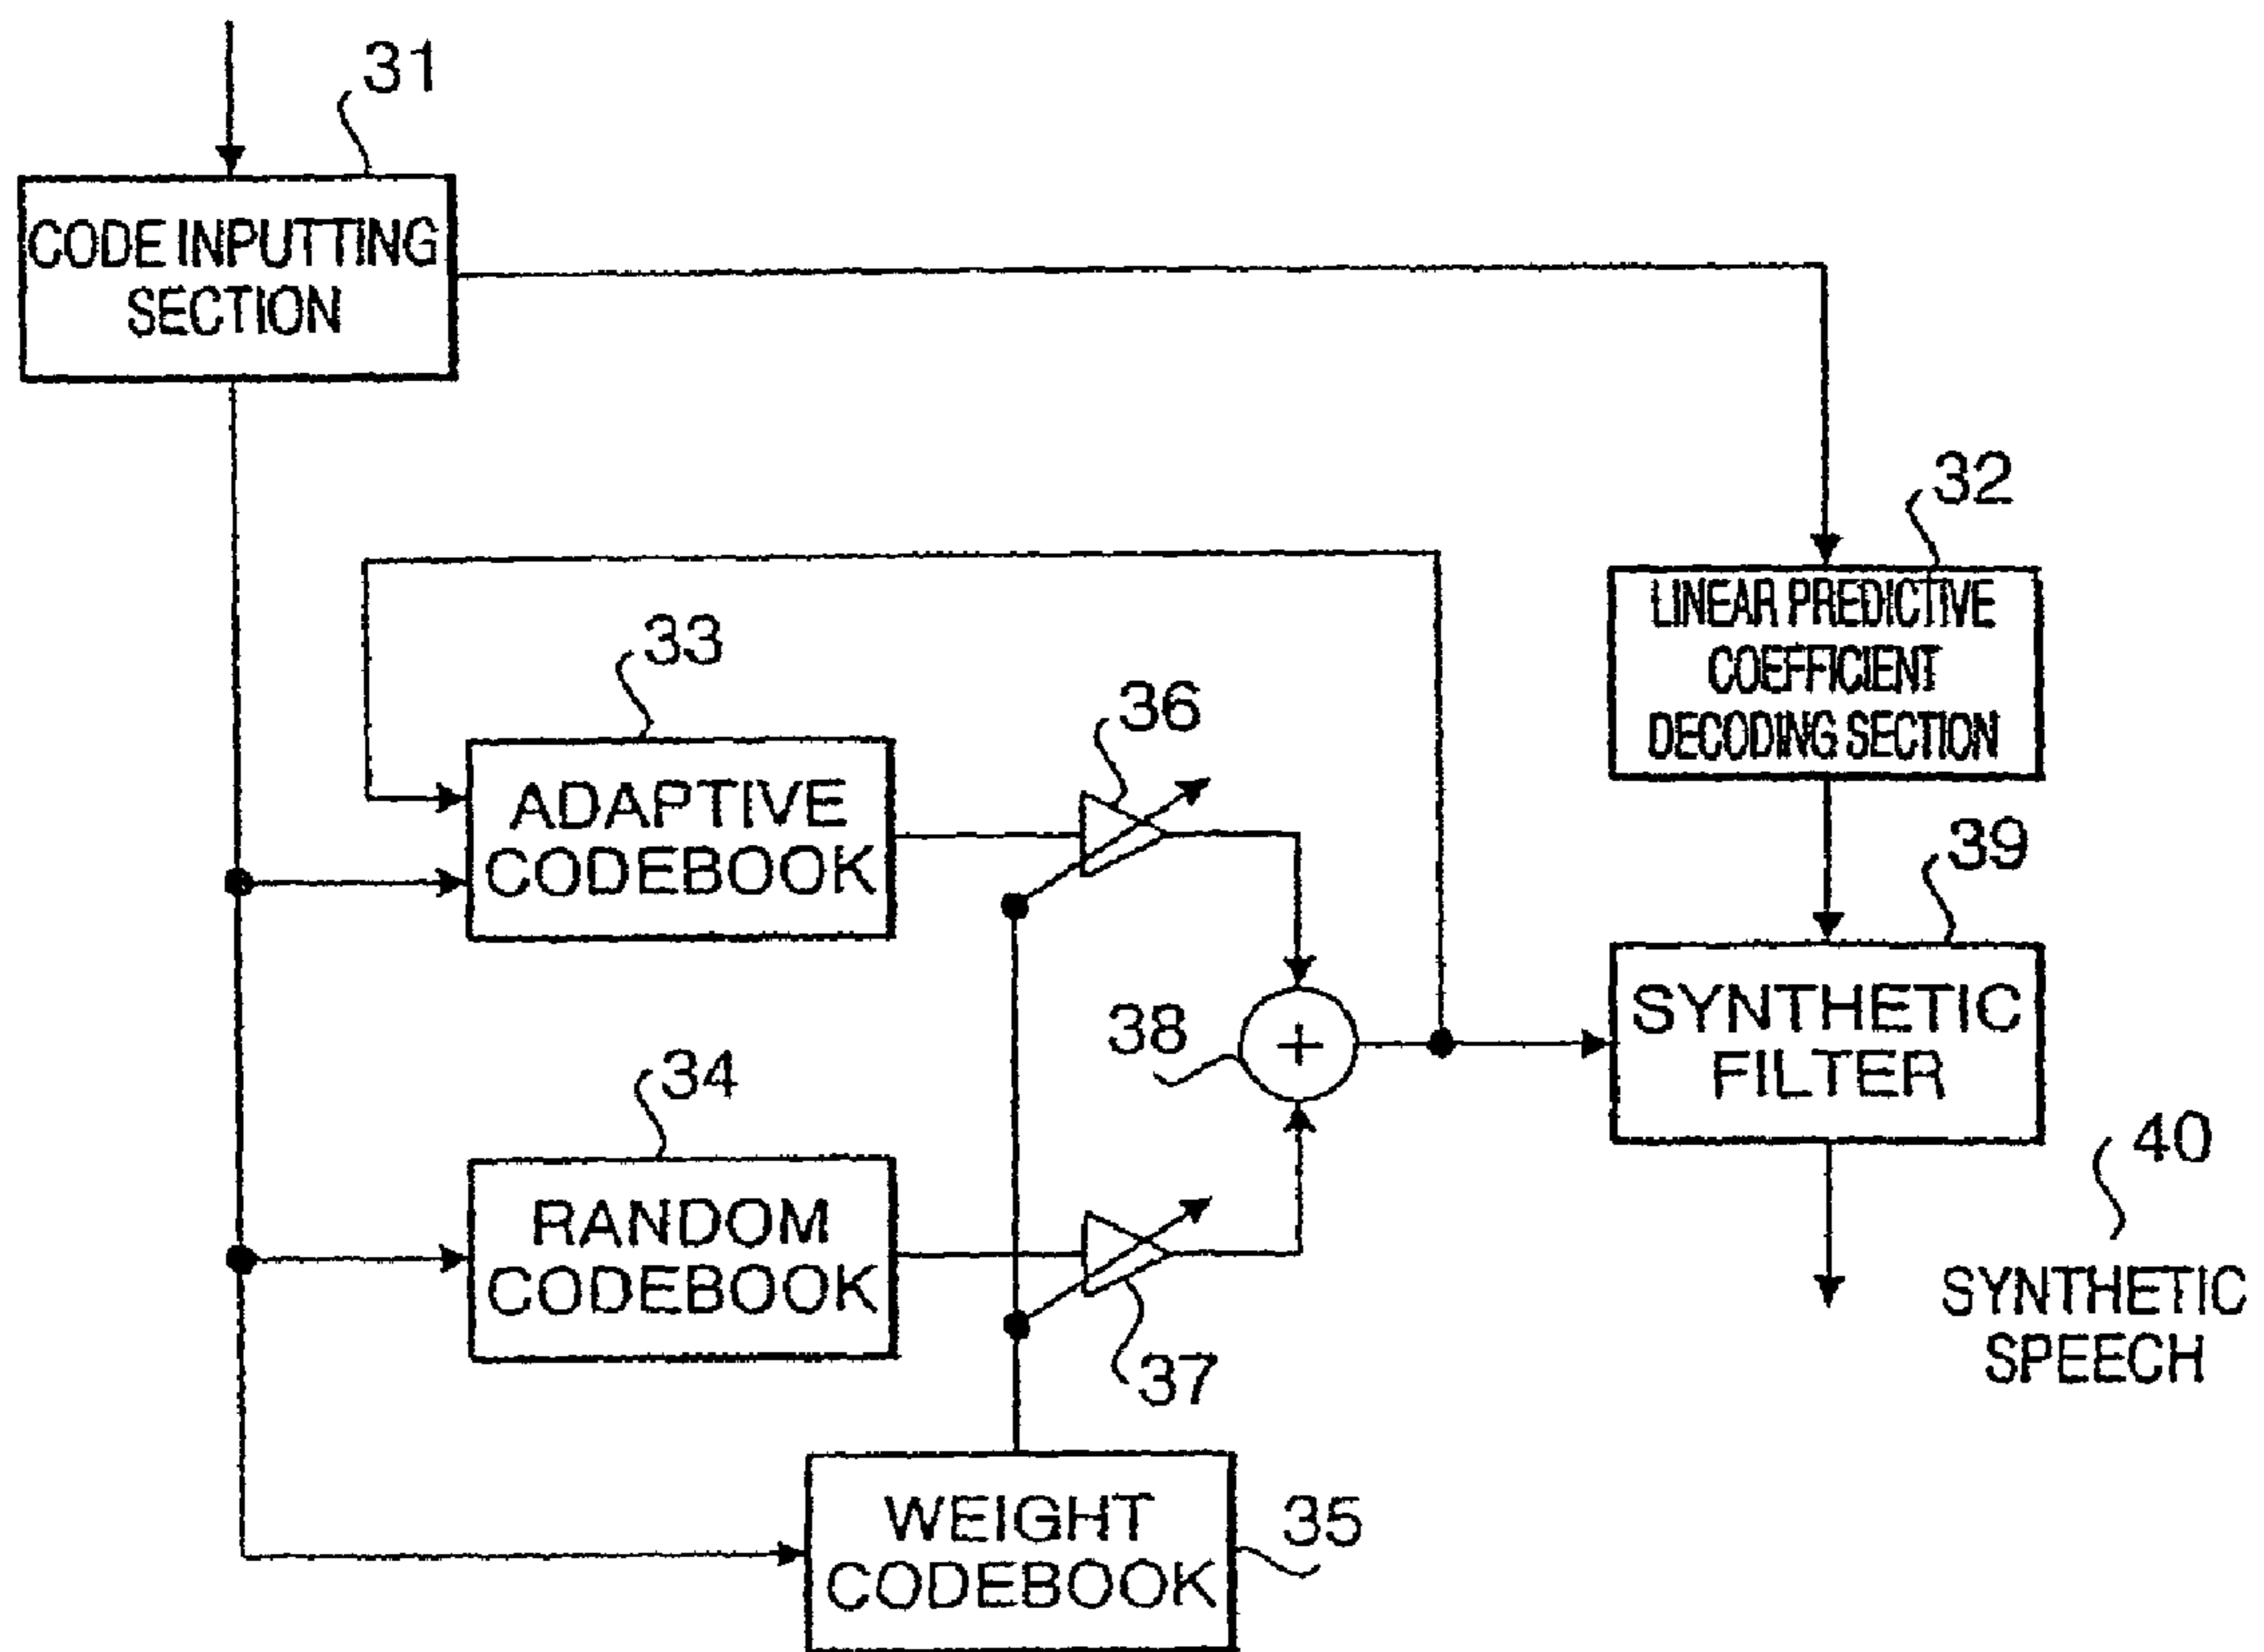 31
CODE INPUTTING
SECTION
32
LINEAR PREDICTIVE
COEFFICIENT
DECODING SECTION
33
ADAPTIVE
CODEBOOK
36
39
SYNTHETIC
FILTER
38
+
34
RANDOM
CODEBOOK
37
40
SYNTHETIC
SPEECH
WEIGHT
CODEBOOK
35